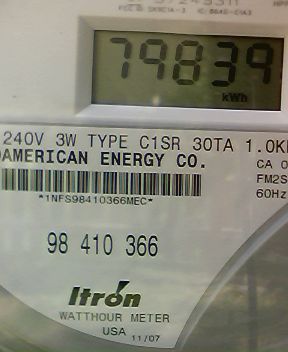 79839
kWh
240V 3W TYPE C1SR 30TA 1.0K
AMERICAN ENERGY CO.
CA
*1NFS98410366MEC*
FM2S
60Hz
98 410 366
Itrón
WATTHOUR METER
USA 11/07